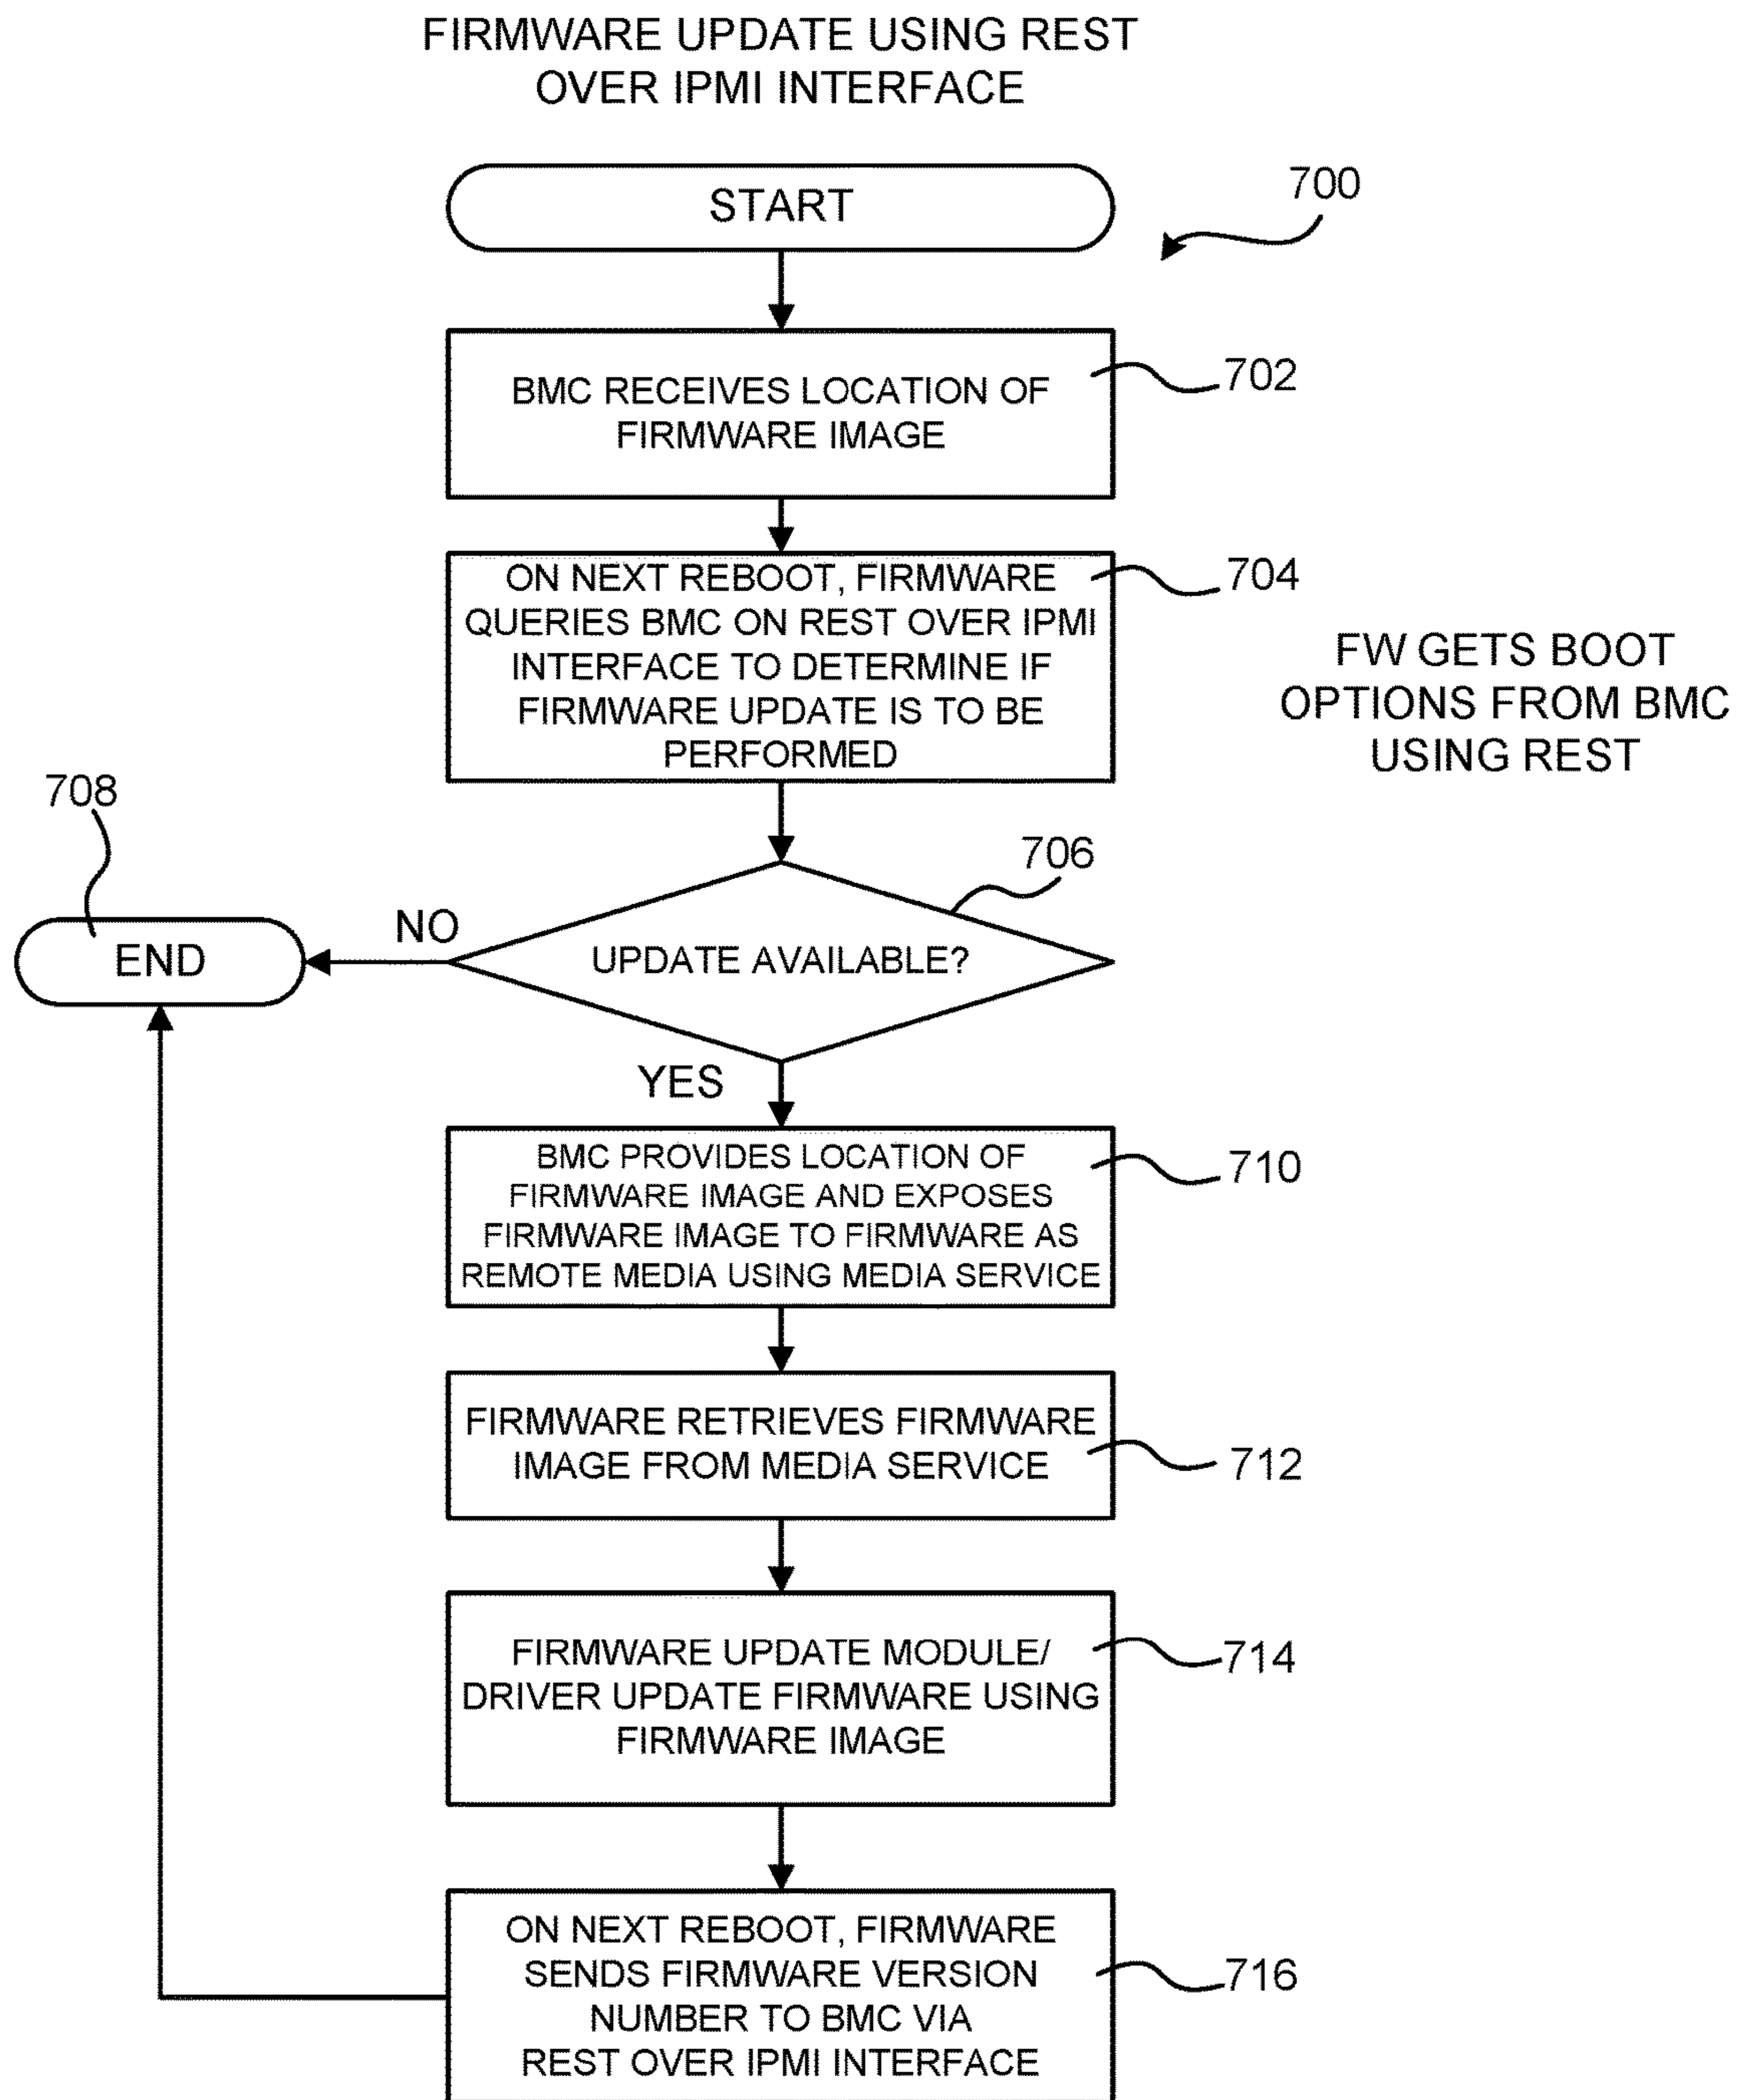 FIRMWARE UPDATE USING REST
OVER IPMI INTERFACE
START
700
BMC RECEIVES LOCATION OF
FIRMWARE IMAGE
702
ON NEXT REBOOT, FIRMWARE
QUERIES BMC ON REST OVER IPMI
INTERFACE TO DETERMINE IF
FIRMWARE UPDATE IS TO BE
PERFORMED
704
FW GETS BOOT
OPTIONS FROM BMC
USING REST
708
706
END
NO
UPDATE AVAILABLE?
YES
BMC PROVIDES LOCATION OF
FIRMWARE IMAGE AND EXPOSES
FIRMWARE IMAGE TO FIRMWARE AS
REMOTE MEDIA USING MEDIA SERVICE
710
FIRMWARE RETRIEVES FIRMWARE
IMAGE FROM MEDIA SERVICE
712
FIRMWARE UPDATE MODULE/
DRIVER UPDATE FIRMWARE USING
FIRMWARE IMAGE
714
ON NEXT REBOOT, FIRMWARE
SENDS FIRMWARE VERSION
NUMBER TO BMC VIA
REST OVER IPMI INTERFACE
716